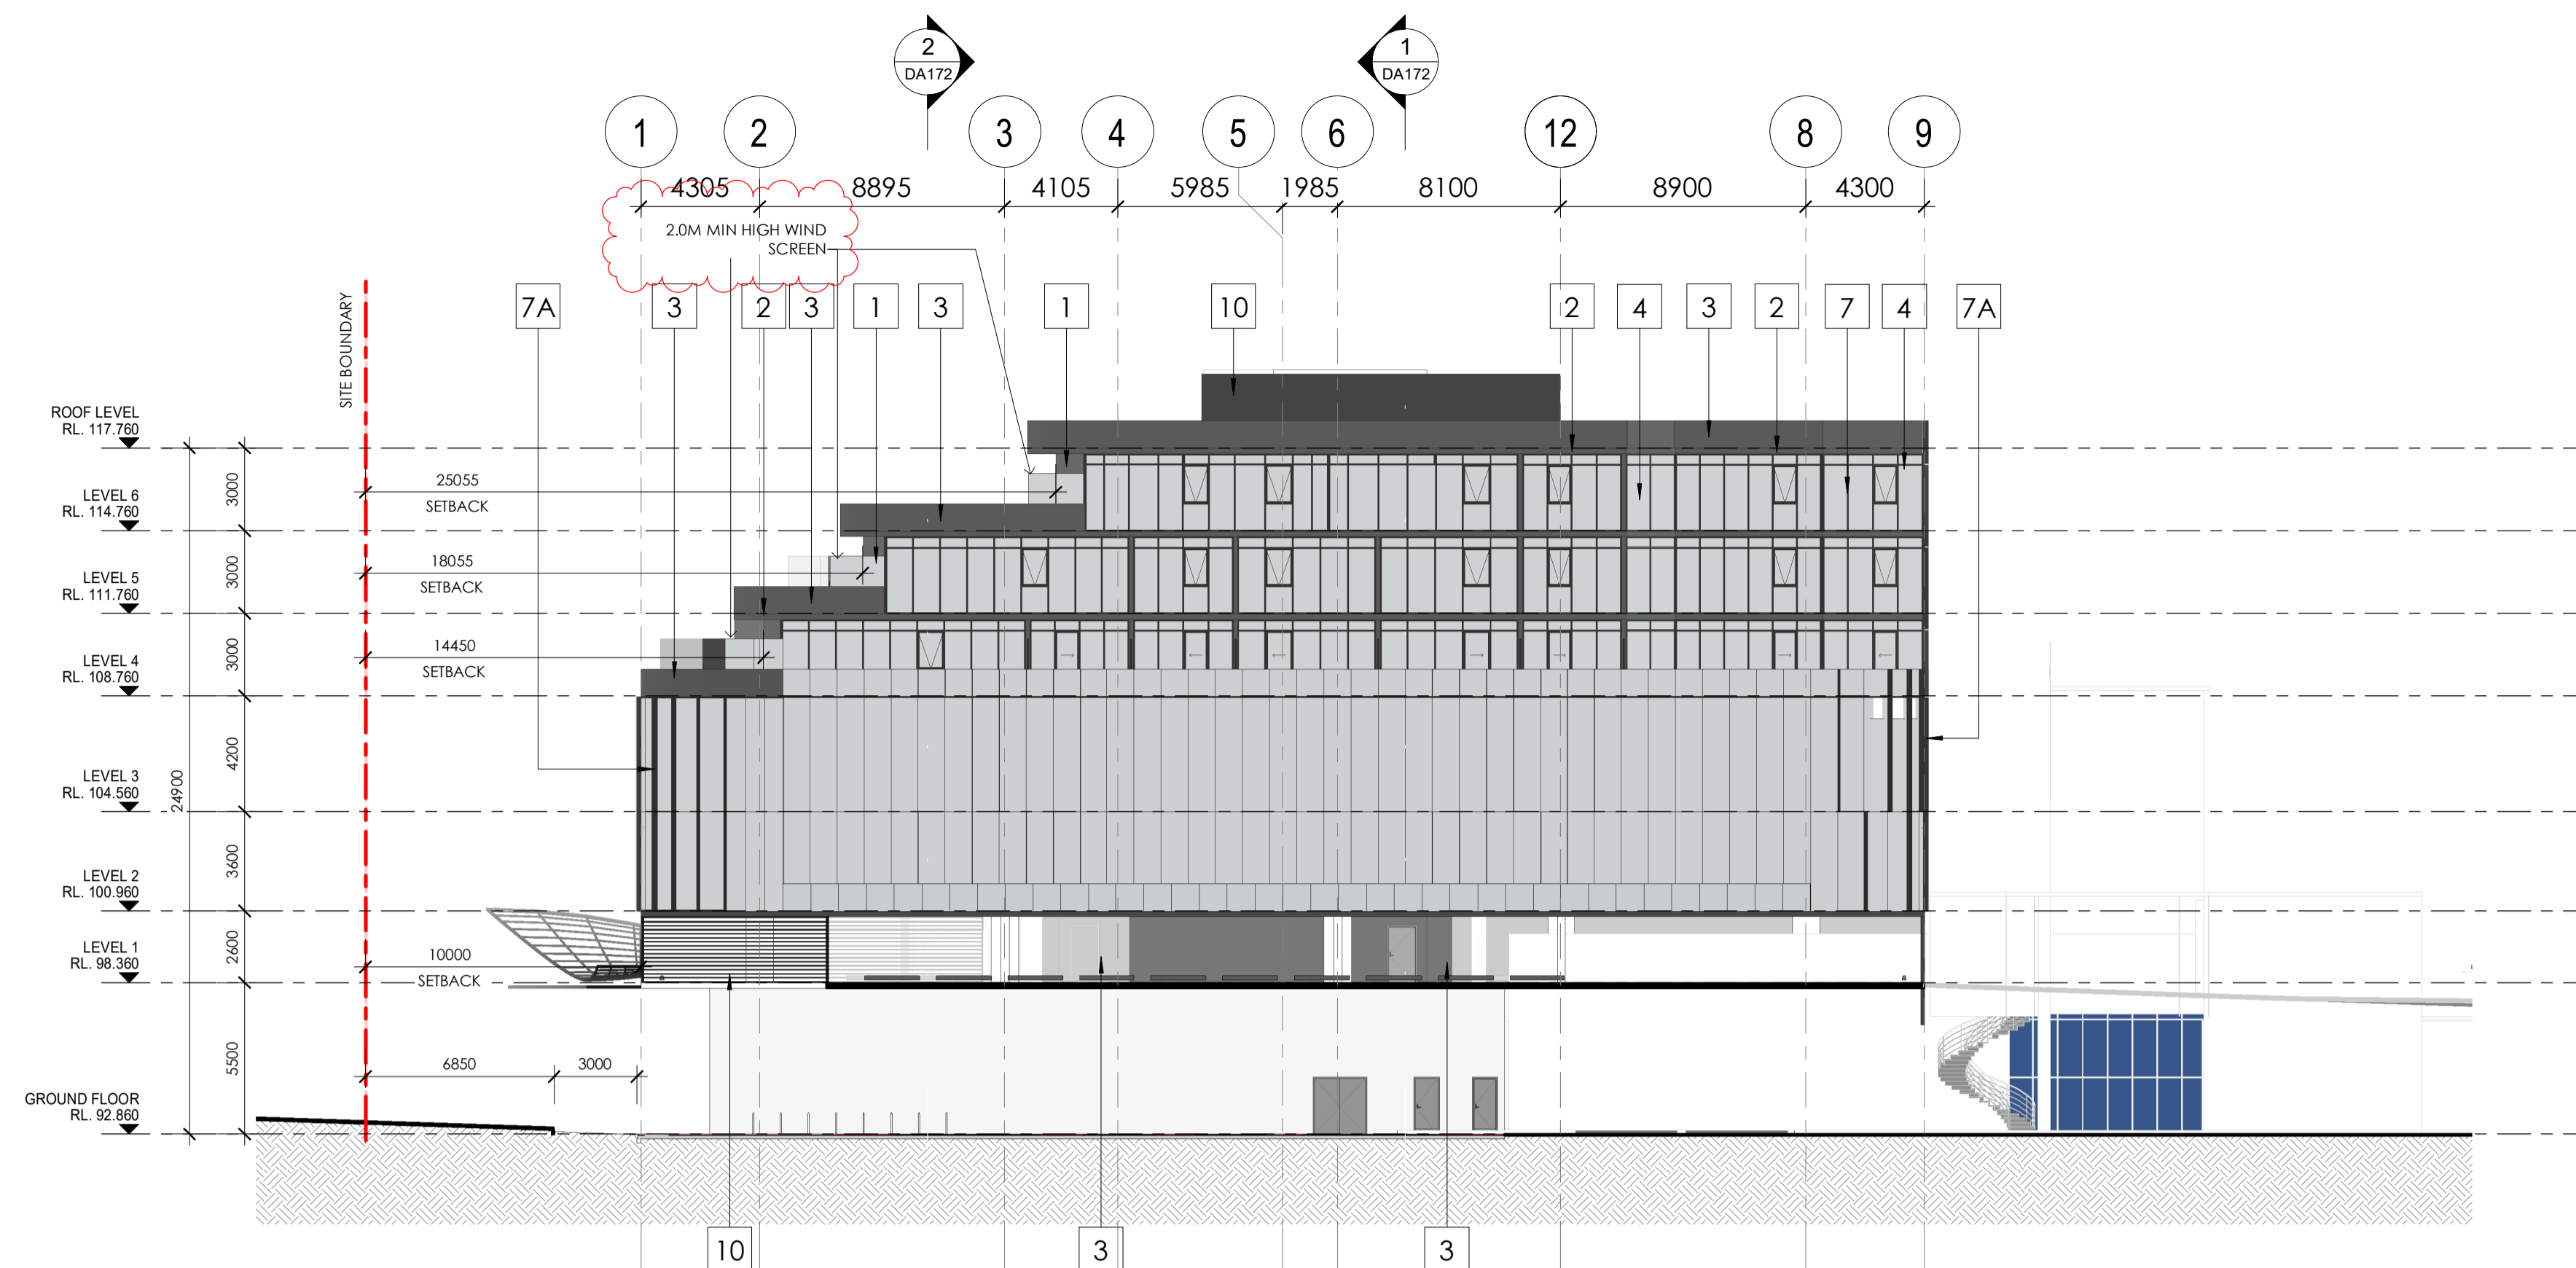 2
DA172
1
DA172
1
2
3
4
5
6
12
8
9
4305
8895
4105
5985
1985
8100
8900
4300
2.0M MIN HIGH WIND
SCREEN
7A
3
2
3
1
3
1
10
2
4
3
2
7
4
7A
SITE BOUNDARY
ROOF LEVEL
RL. 117.760
LEVEL 6
RL. 114.760
LEVEL 5
RL. 111.760
LEVEL 4
RL. 108.760
LEVEL 3
RL. 104.560
LEVEL 2
RL. 100.960
LEVEL 1
RL. 98.360
GROUND FLOOR
RL. 92.860
24900
3000
3000
3000
4200
3600
2600
5500
25055
SETBACK
18055
SETBACK
14450
SETBACK
10000
SETBACK
6850
3000
10
3
3